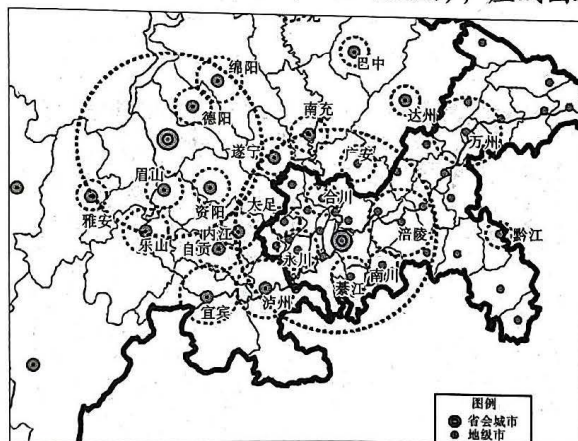 绵阳
巴中
德阳
南充
达州
遂宁
广安
万州
眉山
合川
雅安
资阳
大足
乐山
内江
自贡
涪陵
黔江
永川
綦江
南川
宜宾
泸州
图例
省会城市
地级市